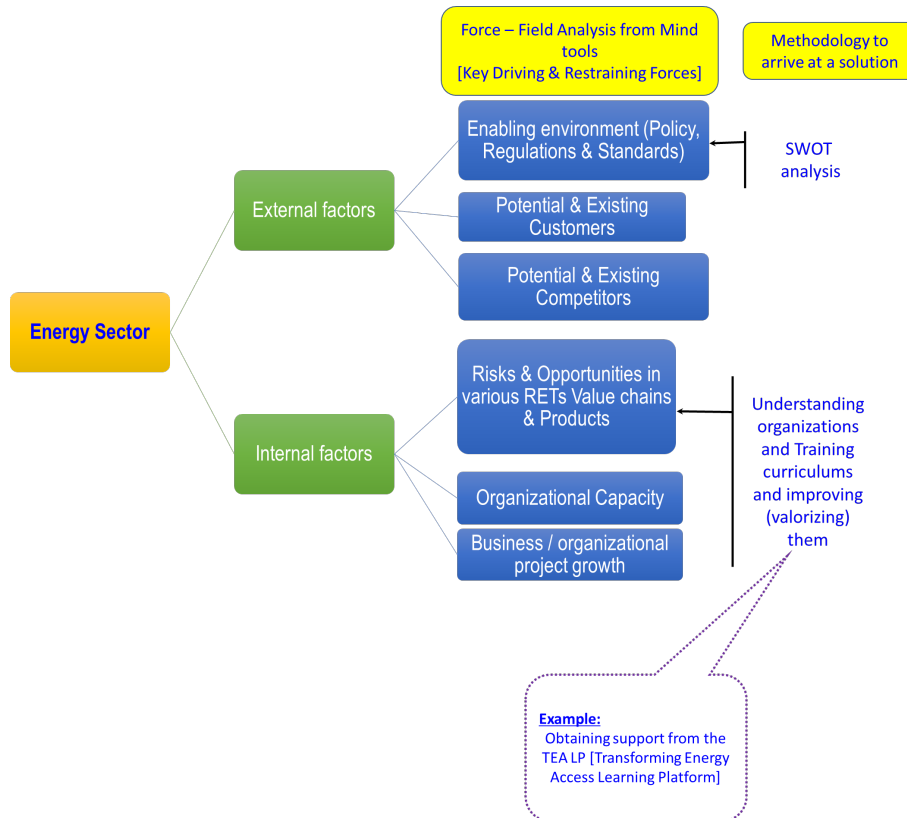 Force – Field Analysis from Mind
tools
[Key Driving & Restraining Forces]
Methodology to
arrive at a solution
Enabling environment (Policy,
Regulations & Standards)
SWOT
analysis
External factors
Potential & Existing
Customers
Potential & Existing
Competitors
Energy Sector
Risks & Opportunities in
various RETs Value chains
& Products
Understanding
organizations
and Training
curriculums
and improving
(valorizing)
them
Internal factors
Organizational Capacity
Business / organizational
project growth
Example:
Obtaining support from the
TEA LP [Transforming Energy
Access Learning Platform]